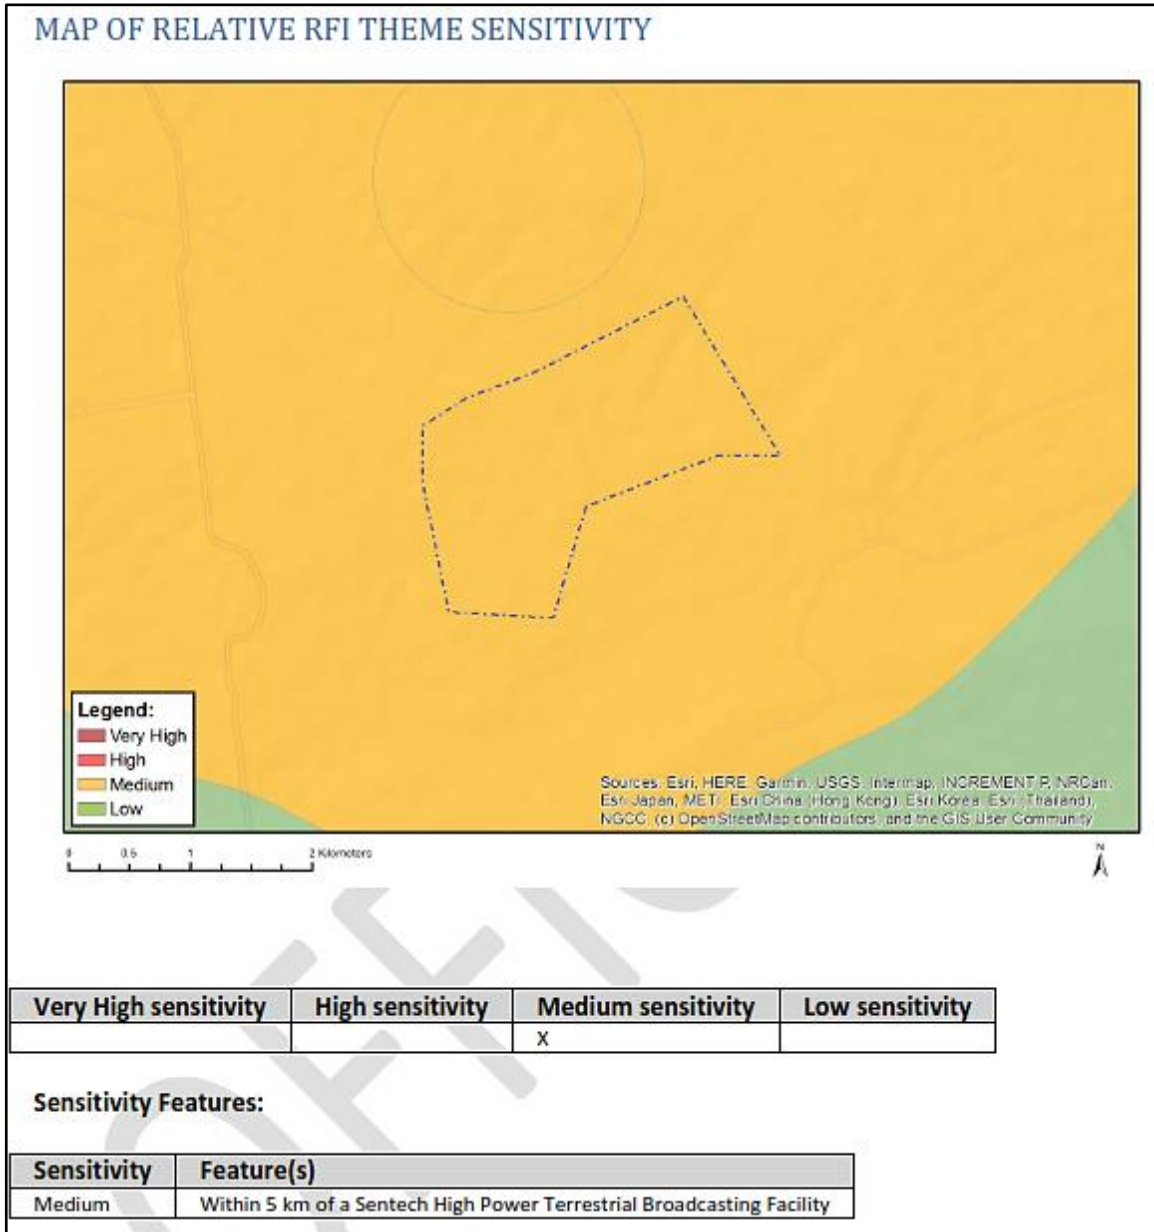 MAP OF RELATIVE RFI THEME SENSITIVITY
Legend:
Very High
High
Medium
Low
Sources: Esri, HERE, Garmin, USGS, Intermap, INCREMENT P, NRCan,
Esri Japan, METI, Esri China (Hong Kong), Esri Korea, Esri (Thailand),
NGCC, (c) OpenStreetMap contributors, and the GIS User Community
0 0.5 1 2 Kilometers
N
Very High sensitivity High sensitivity Medium sensitivity Low sensitivity
X
Sensitivity Features:
Sensitivity Feature(s)
Medium Within 5 km of a Sentech High Power Terrestrial Broadcasting Facility